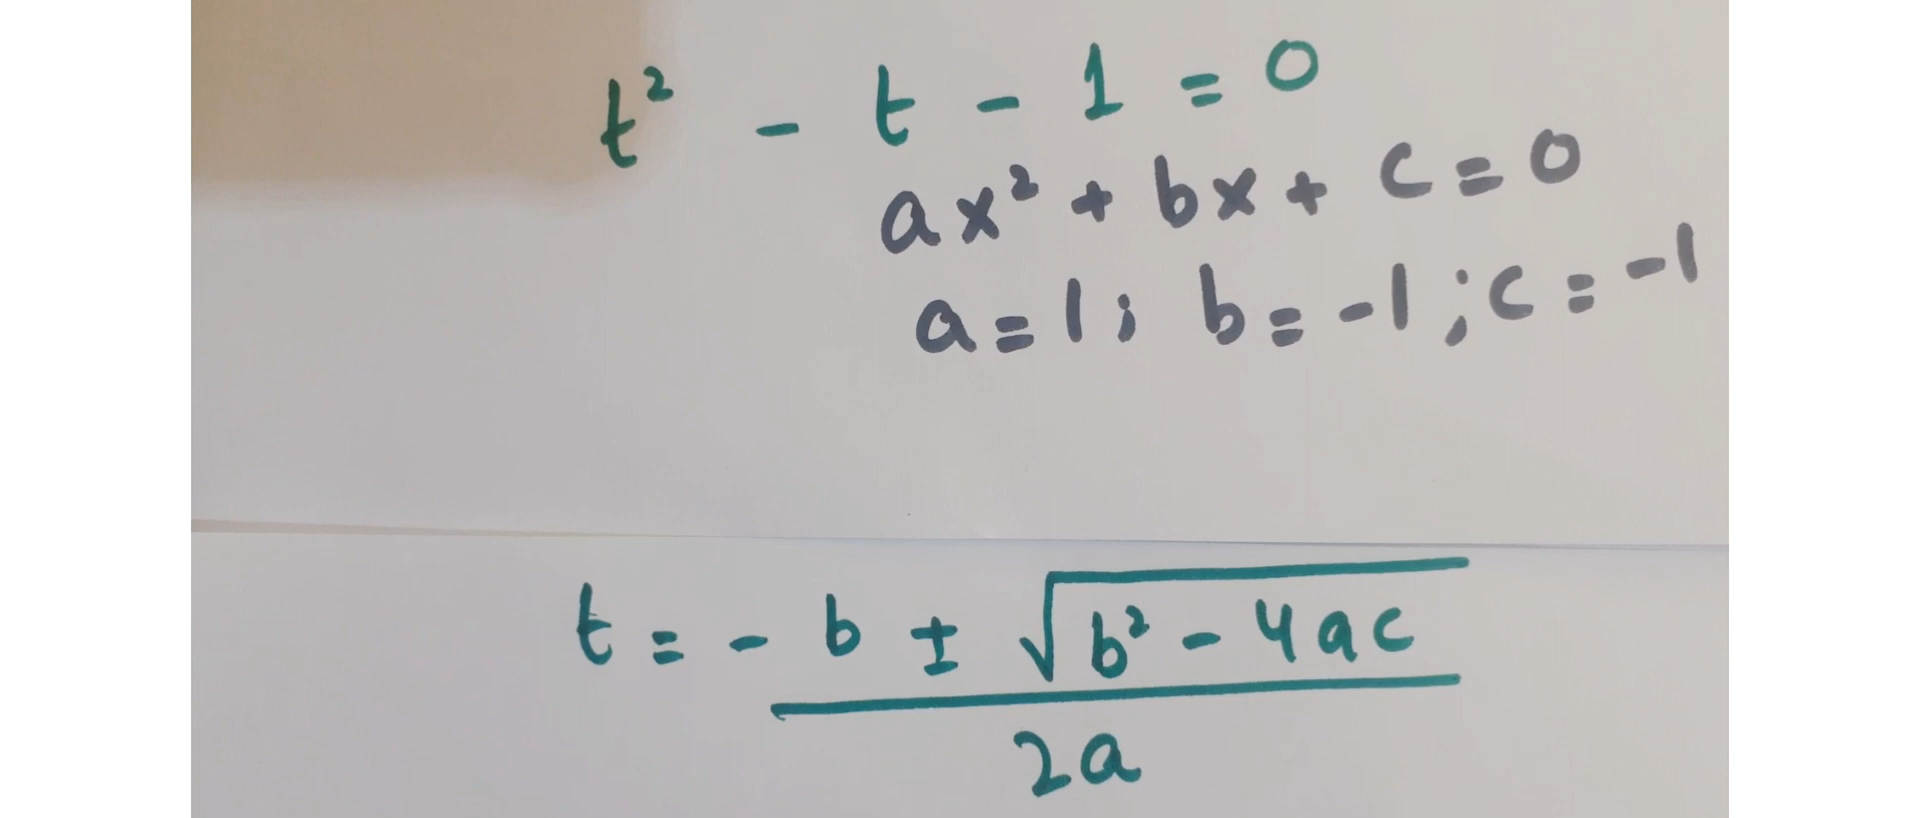 t² - t - 1 = 0
ax² + bx + c = 0
a = 1; b = -1; c = -1
t = - b ± √b² - 4ac
2a